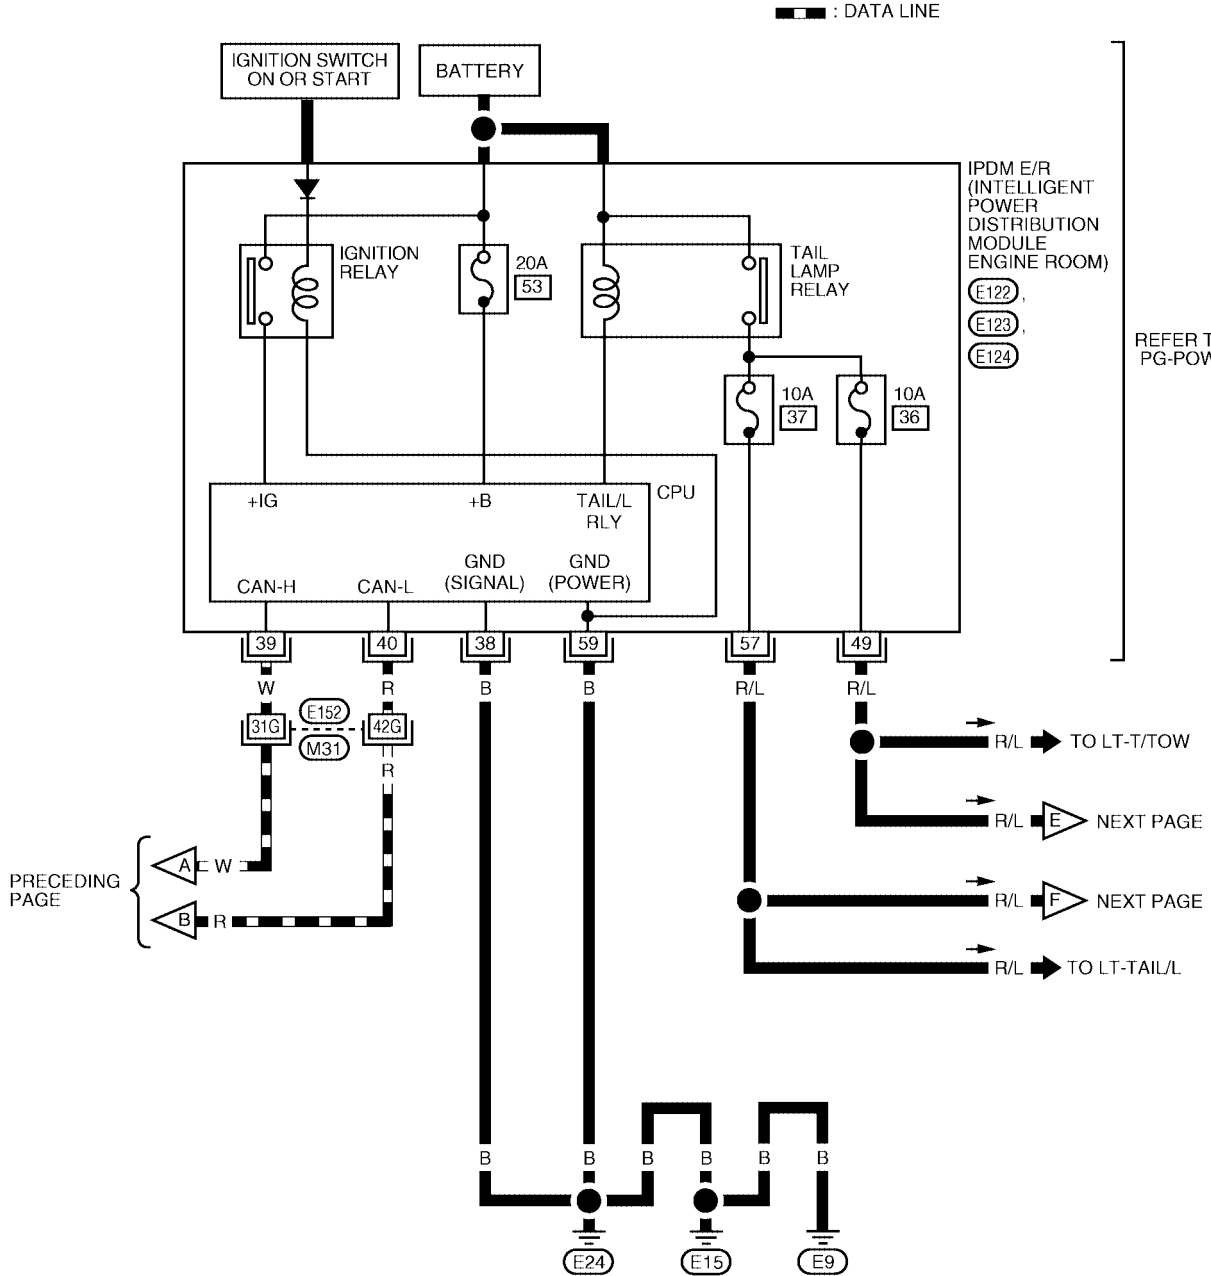 : DATA LINE
IGNITION SWITCH
ON OR START
BATTERY
IPDM E/R
(INTELLIGENT
POWER
DISTRIBUTION
MODULE
ENGINE ROOM)
E122 ,
E123 ,
E124
IGNITION
RELAY
20A
53
TAIL
LAMP
RELAY
REFER T
PG-POW
10A
37
10A
36
+IG
+B
TAIL/L
RLY
CPU
CAN-H
CAN-L
GND
(SIGNAL)
GND
(POWER)
39
40
38
59
57
49
W
R
B
B
R/L
R/L
31G
E152
M31
42G
R
R/L
TO LT-T/TOW
R/L
E
NEXT PAGE
PRECEDING
PAGE
A
W
B
R
R/L
F
NEXT PAGE
R/L
TO LT-TAIL/L
B
B
B
B
B
B
E24
E15
E9